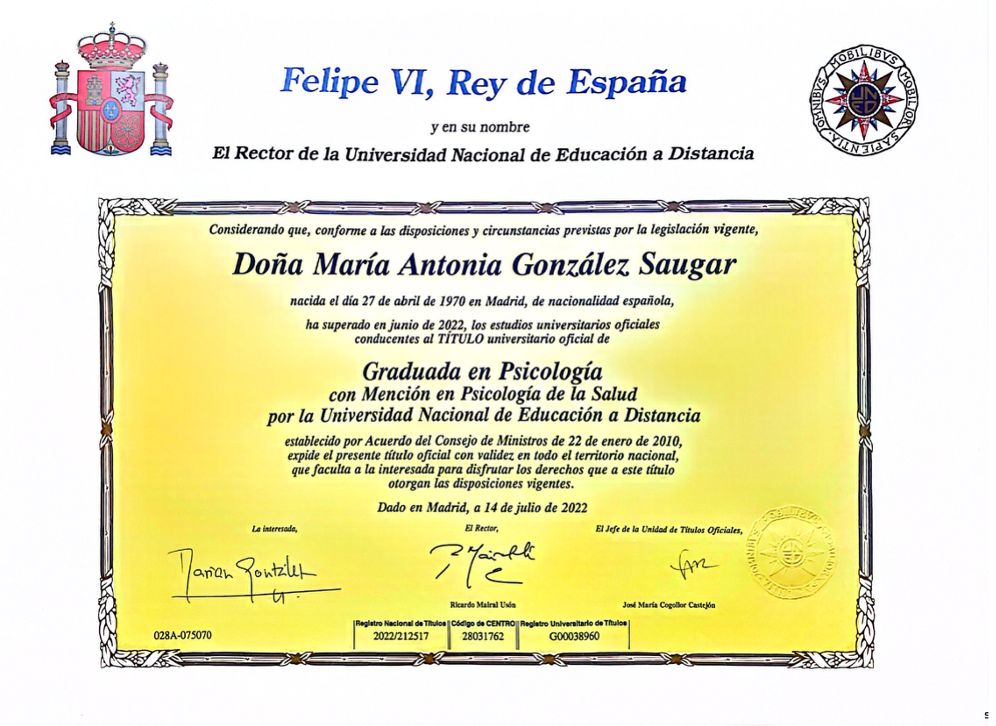 Felipe VI, Rey de España
y en su nombre
El Rector de la Universidad Nacional de Educación a Distancia
OMNIBVS MOBILIBVS MOBILIOR SAPIENTIA
UNED
Considerando que, conforme a las disposiciones y circunstancias previstas por la legislación vigente,
Doña María Antonia González Saugar
nacida el día 27 de abril de 1970 en Madrid, de nacionalidad española,
ha superado en junio de 2022, los estudios universitarios oficiales
conducentes al TÍTULO universitario oficial de
Graduada en Psicología
con Mención en Psicología de la Salud
por la Universidad Nacional de Educación a Distancia
establecido por Acuerdo del Consejo de Ministros de 22 de enero de 2010,
expide el presente título oficial con validez en todo el territorio nacional,
que faculta a la interesada para disfrutar los derechos que a este título
otorgan las disposiciones vigentes.
Dado en Madrid, a 14 de julio de 2022
La interesada,
El Rector,
El Jefe de la Unidad de Títulos Oficiales,
Marian González
Ricardo Mairal Usón
José María Cogollor Castejón
028A-075070
Registro Nacional de Títulos
2022/212517
Código de CENTRO
28031762
Registro Universitario de Títulos
G00038960